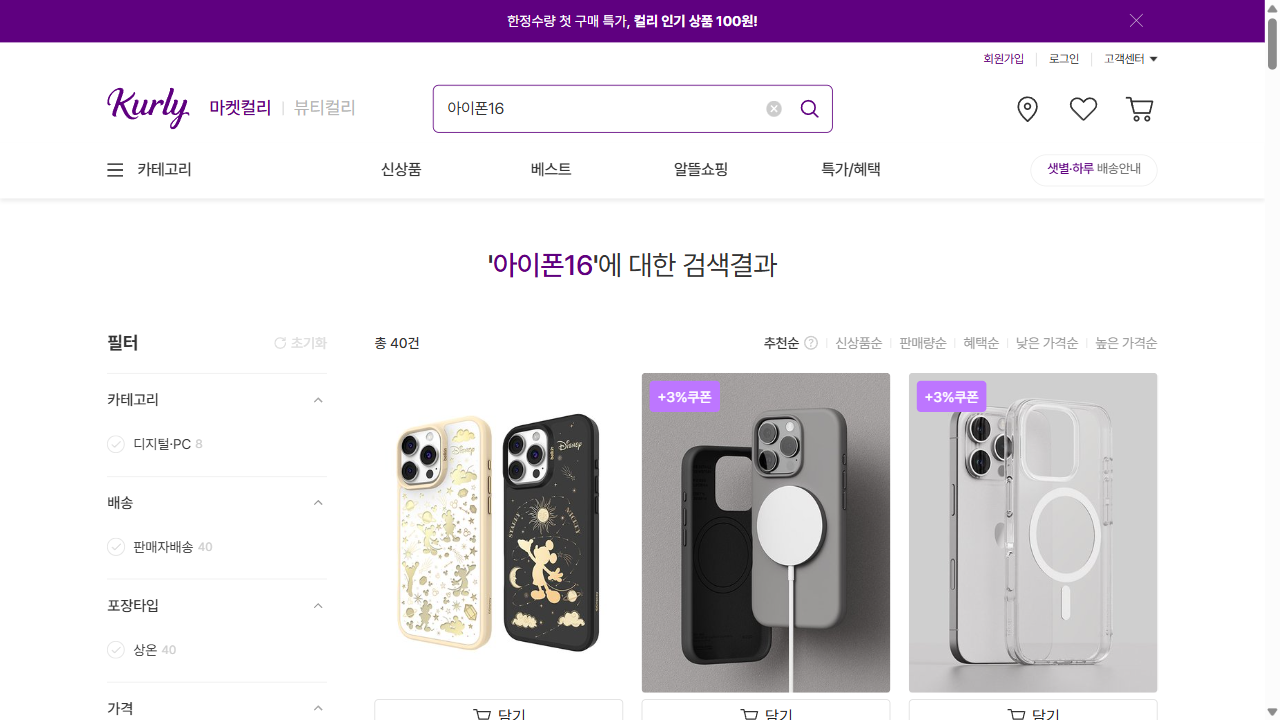 한정수량 첫 구매 특가, 컬리 인기 상품 100원!
회원가입 로그인 고객센터
Kurly 마켓컬리 뷰티컬리
아이폰16
카테고리 신상품 베스트 알뜰쇼핑 특가/혜택 샛별·하루 배송안내
'아이폰16'에 대한 검색결과
필터 초기화
총 40건 추천순 ? 신상품순 판매량순 혜택순 낮은 가격순 높은 가격순
카테고리
디지털·PC 8
배송
판매자배송 40
포장타입
상온 40
가격
Disney
Disney
+3%쿠폰
+3%쿠폰
담기 담기 담기